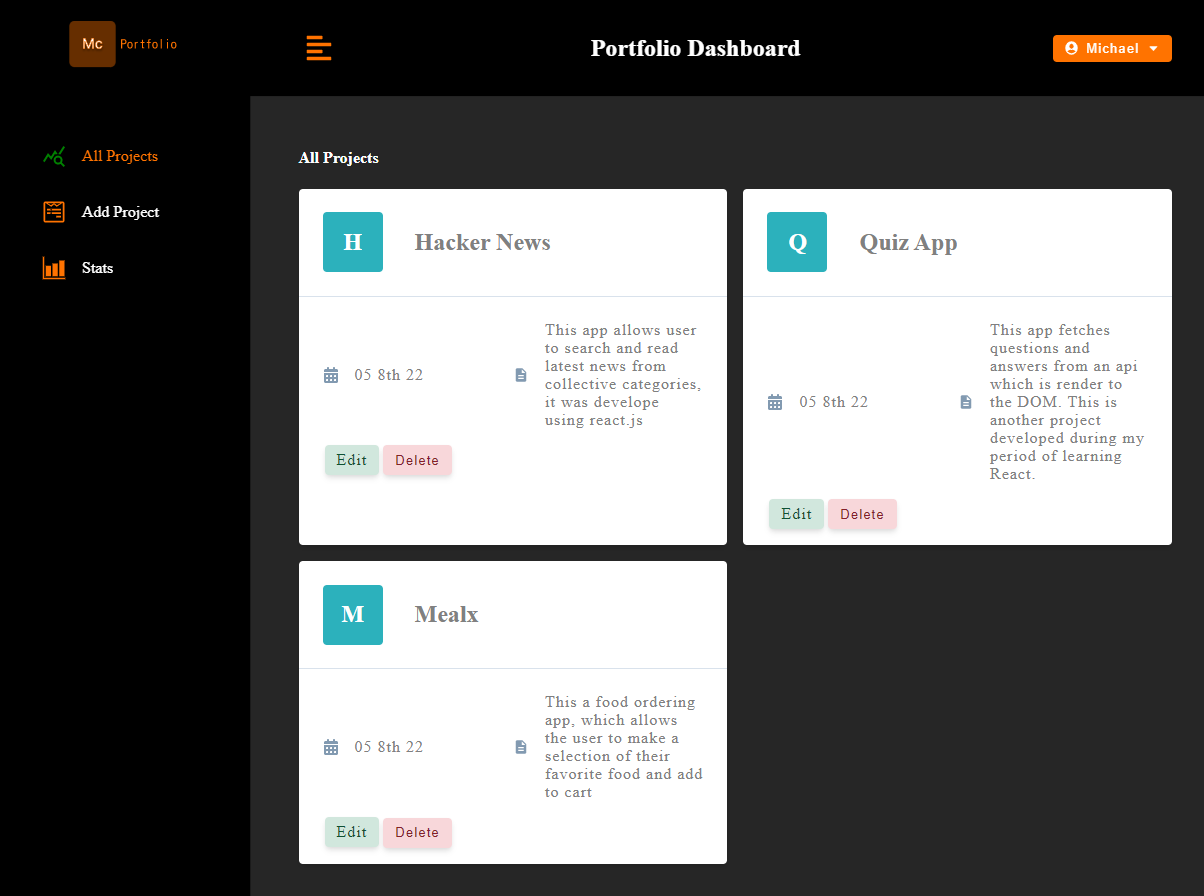 Mc
Portfolio
Portfolio Dashboard
Michael
All Projects
Add Project
Stats
All Projects
H
Hacker News
05 8th 22
This app allows user
to search and read
latest news from
collective categories,
it was develope
using react.js
Edit
Delete
Q
Quiz App
05 8th 22
This app fetches
questions and
answers from an api
which is render to
the DOM. This is
another project
developed during my
period of learning
React.
Edit
Delete
M
Mealx
05 8th 22
This a food ordering
app, which allows
the user to make a
selection of their
favorite food and add
to cart
Edit
Delete